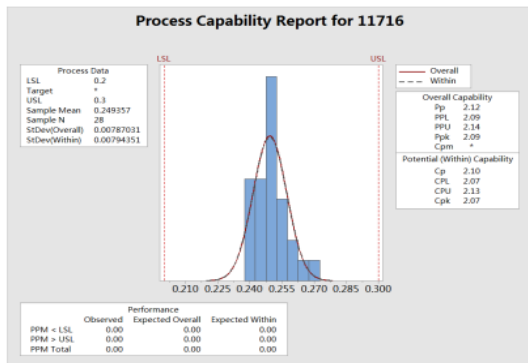 Process Capability Report for 11716
LSL
USL
Process Data
LSL 0.2
Target *
USL 0.3
Sample Mean 0.249357
Sample N 28
StDev(Overall) 0.00787031
StDev(Within) 0.00794351
Overall
Within
Overall Capability
Pp 2.12
PPL 2.09
PPU 2.14
Ppk 2.09
Cpm *
Potential (Within) Capability
Cp 2.10
CPL 2.07
CPU 2.13
Cpk 2.07
0.210 0.225 0.240 0.255 0.270 0.285 0.300
Performance
Observed Expected Overall Expected Within
PPM < LSL 0.00 0.00 0.00
PPM > USL 0.00 0.00 0.00
PPM Total 0.00 0.00 0.00